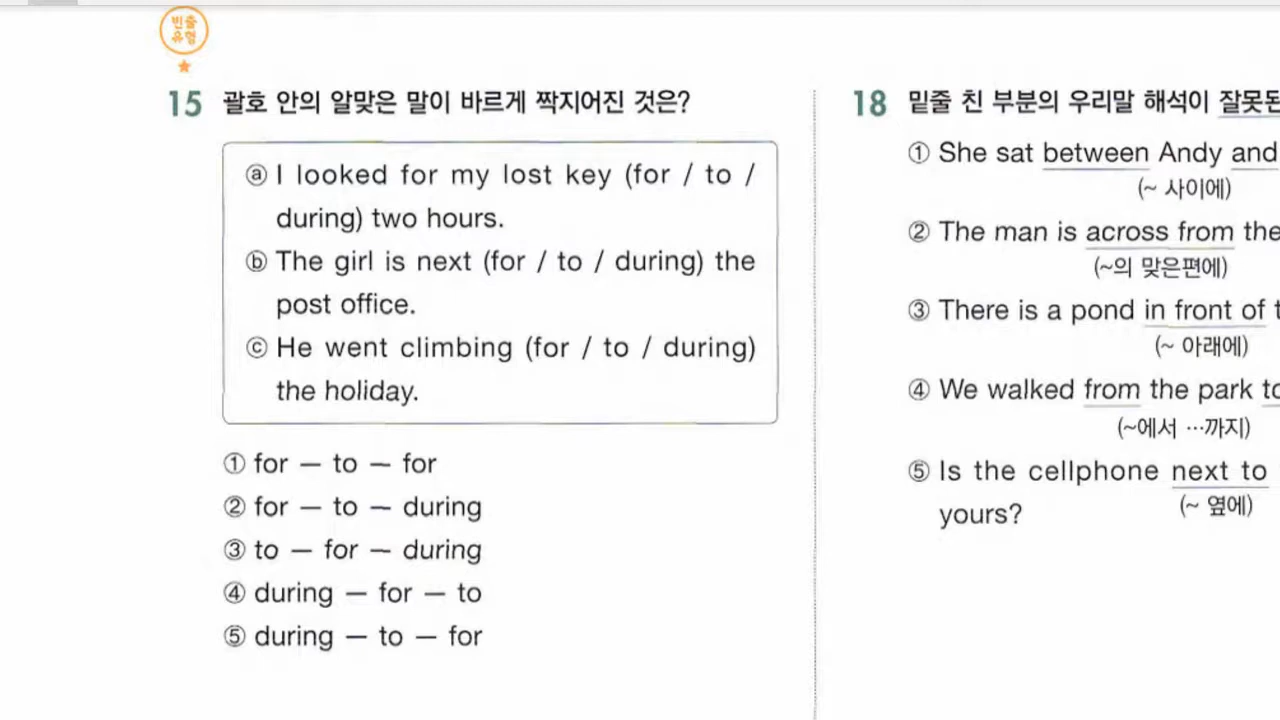 빈출
유형
15 괄호 안의 알맞은 말이 바르게 짝지어진 것은?
ⓐ I looked for my lost key (for / to /
during) two hours.
ⓑ The girl is next (for / to / during) the
post office.
ⓒ He went climbing (for / to / during)
the holiday.
① for – to – for
② for – to – during
③ to – for – during
④ during – for – to
⑤ during – to – for
18 밑줄 친 부분의 우리말 해석이 잘못된
① She sat between Andy and
(~ 사이에)
② The man is across from the
(~의 맞은편에)
③ There is a pond in front of t
(~ 아래에)
④ We walked from the park to
(~에서 …까지)
⑤ Is the cellphone next to
(~ 옆에)
yours?